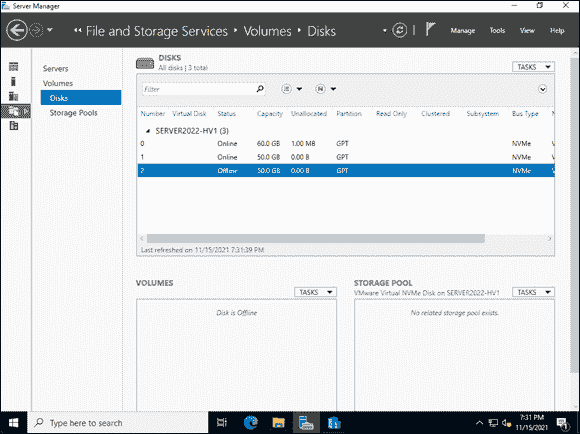 Server Manager
File and Storage Services › Volumes › Disks
Manage Tools View Help
Servers
Volumes
Disks
Storage Pools
DISKS
All disks | 3 total
TASKS
Filter
Number Virtual Disk Status Capacity Unallocated Partition Read Only Clustered Subsystem Bus Type
SERVER2022-HV1 (3)
0 Online 60.0 GB 1.00 MB GPT NVMe
1 Online 50.0 GB 0.00 B GPT NVMe
2 Offline 50.0 GB 0.00 B GPT NVMe
Last refreshed on 11/15/2021 7:31:39 PM
VOLUMES
TASKS
Disk is Offline
STORAGE POOL
VMware Virtual NVMe Disk on SERVER2022-HV1
TASKS
No related storage pool exists.
Type here to search
7:31 PM
11/15/2021
1